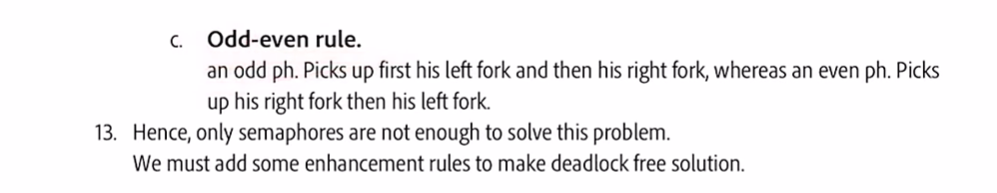 c. Odd-even rule.
an odd ph. Picks up first his left fork and then his right fork, whereas an even ph. Picks
up his right fork then his left fork.
13. Hence, only semaphores are not enough to solve this problem.
We must add some enhancement rules to make deadlock free solution.